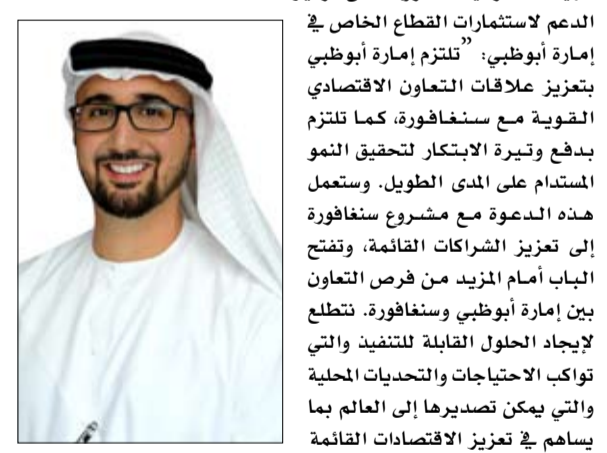 الدعم لاستثمارات القطاع الخاص في
إمارة أبوظبي: "تلتزم إمارة أبوظبي
بتعزيز علاقات التعاون الاقتصادي
القوية مع سنغافورة، كما تلتزم
بدفع وتيرة الابتكار لتحقيق النمو
المستدام على المدى الطويل. وستعمل
هذه الدعوة مع مشروع سنغافورة
إلى تعزيز الشراكات القائمة، وتفتح
الباب أمام المزيد من فرص التعاون
بين إمارة أبوظبي وسنغافورة. نتطلع
لإيجاد الحلول القابلة للتنفيذ والتي
تواكب الاحتياجات والتحديات المحلية
والتي يمكن تصديرها إلى العالم بما
يساهم في تعزيز الاقتصادات القائمة